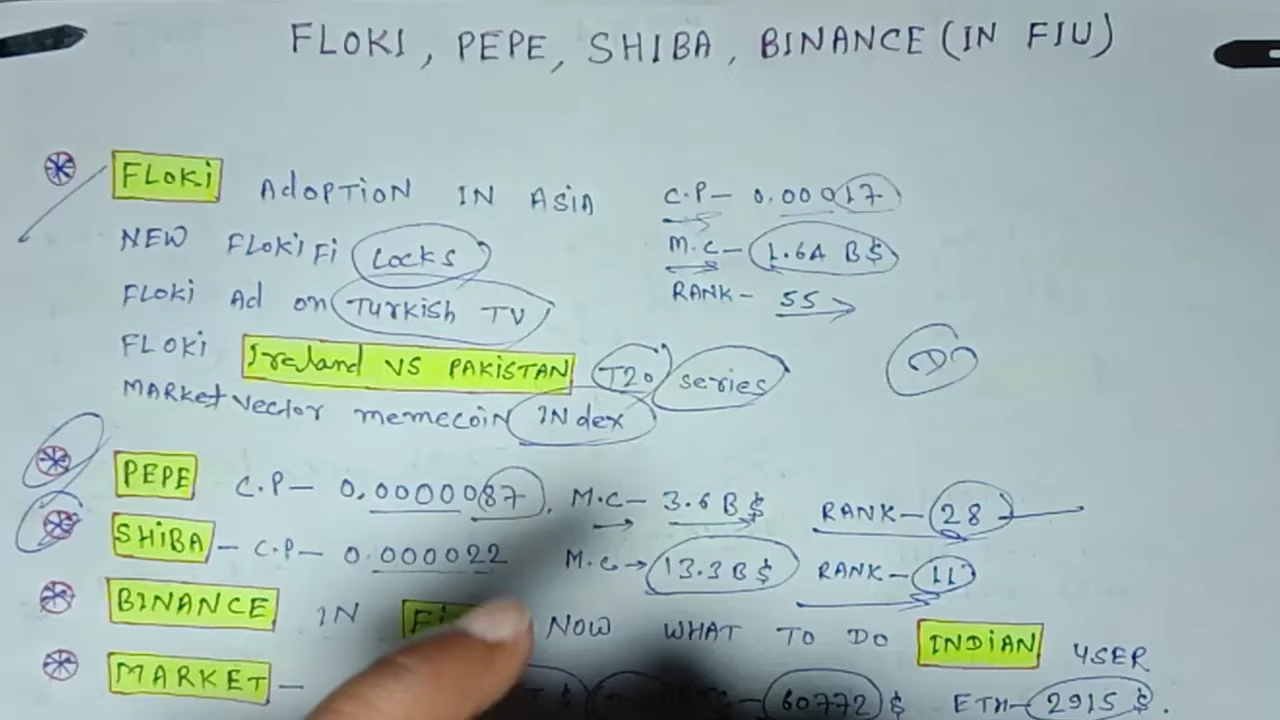 FLOKI, PEPE, SHIBA, BINANCE (IN FIU)
FLOKi ADOPTION IN ASIA C.P- 0.00017
NEW FLOKiFi LOCKS M.C- 1.6A B$
FLOKi Ad on TURKISH TV RANK- 55
FLOKI Ireland VS PAKISTAN T20 series
MARKet Vector memecoin INdex
PEPE C.P- 0.0000087, M.C- 3.6 B$ RANK- 28
SHiBA - C.P- 0.000022 M.C→ 13.3 B$ RANK- 11
BINANCE IN NOW WHAT TO DO INDIAN USER
MARKET - 60772 $ ETH- 2915 $.